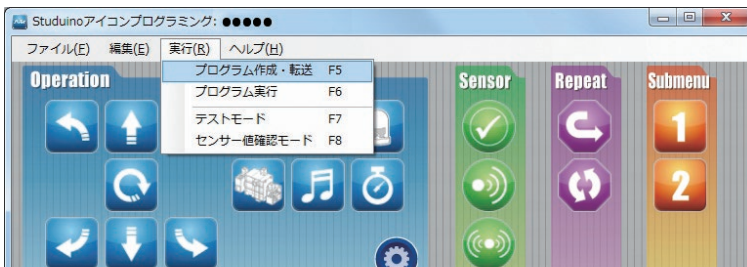 Studuinoアイコンプログラミング: ●●●●●
ファイル(F) 編集(E) 実行(R) ヘルプ(H)
プログラム作成・転送 F5
プログラム実行 F6
テストモード F7
センサー値確認モード F8
Operation
Sensor
Repeat
Submenu
1
2